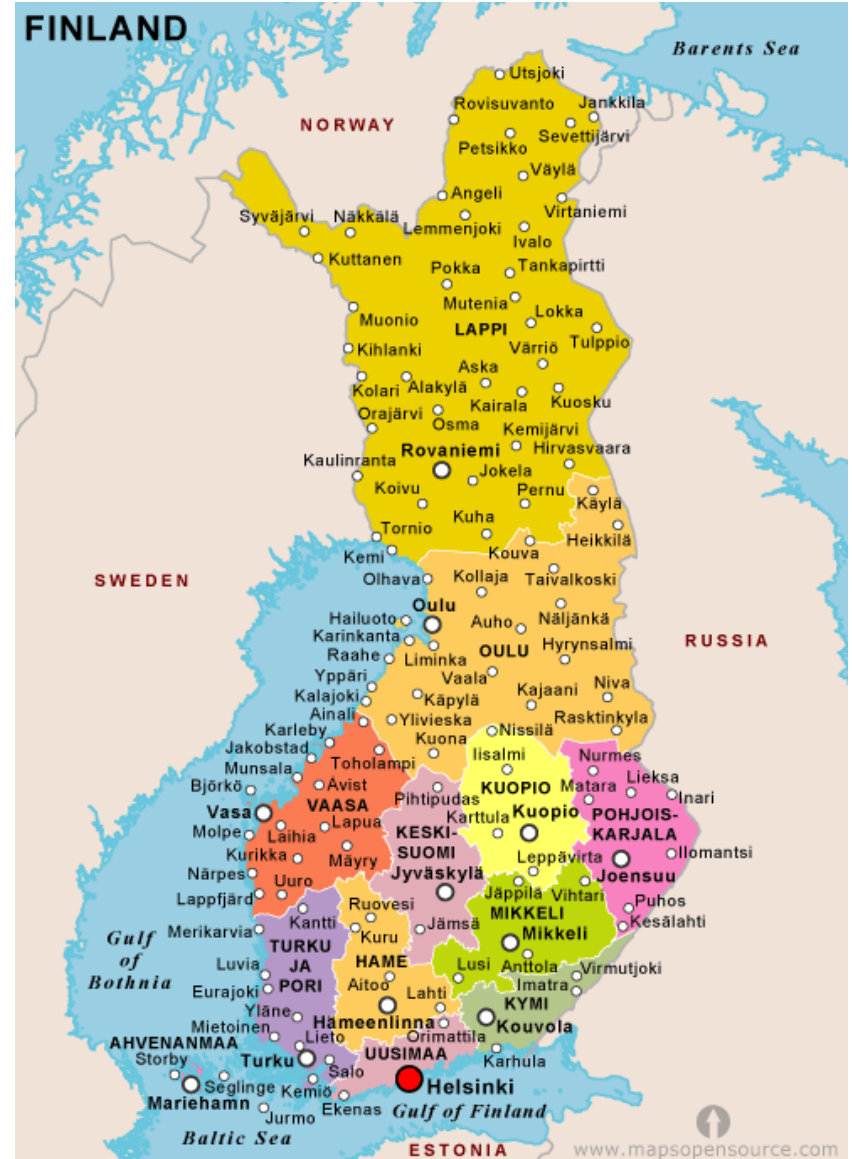 FINLAND
Barents Sea
Utsjoki
Rovisuvanto
Jankkila
NORWAY
Sevettijärvi
Petsikko
Väylä
Angeli
Virtaniemi
Syväjärvi
Näkkälä
Lemmenjoki
Ivalo
Kuttanen
Pokka
Tankapirtti
Mutenia
Lokka
Muonio
LAPPI
Tulppio
Kihlanki
Värriö
Aska
Kolari
Alakylä
Kairala
Kuosku
Orajärvi
Osma
Kemijärvi
Rovaniemi
Hirvasvaara
Kaulinranta
Jokela
Koivu
Pernu
Käylä
Kuha
Tornio
Heikkilä
Kemi
Kouva
Olhava
Kollaja
Taivalkoski
SWEDEN
Oulu
Hailuoto
Auho
Näljänkä
Karinkanta
RUSSIA
Raahe
Liminka
OULU
Hyrynsalmi
Yppäri
Vaala
Kalajoki
Käpylä
Kajaani
Niva
Ainali
Ylivieska
Rasktinkyla
Karleby
Nissilä
Jakobstad
Kuona
Toholampi
Iisalmi
Nurmes
Munsala
Björkö
Avist
Pihtipudas
KUOPIO
Matara
Lieksa
Inari
VAASA
Vasa
Karttula
Kuopio
POHJOIS-
KARJALA
Molpe
Laihia
Lapua
KESKI-
SUOMI
Kurikka
Mäyry
Leppävirta
Ilomantsi
Närpes
Jyväskylä
Joensuu
Uuro
Jäppilä
Vihtari
Lappfjärd
Ruovesi
MIKKELI
Puhos
Kantti
Merikarvia
Kuru
Jämsä
Mikkeli
Kesälahti
Gulf
of
Bothnia
TURKU
JA
PORI
HAME
Luvia
Lusi
Anttola
Virmutjoki
Eurajoki
Aitoo
Imatra
Lahti
KYMI
Yläne
Hämeenlinna
Kouvola
Mietoinen
Orimattila
AHVENANMAA
Lieto
UUSIMAA
Storby
Turku
Karhula
Salo
Seglinge
Kemiö
Helsinki
Mariehamn
Ekenas
Jurmo
Gulf of Finland
Baltic Sea
ESTONIA
www.mapsopensource.com